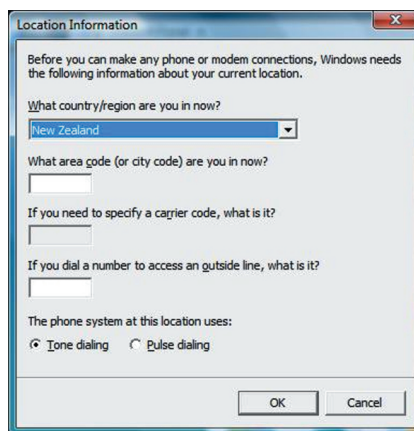 Location Information
Before you can make any phone or modem connections, Windows needs
the following information about your current location.
What country/region are you in now?
New Zealand
What area code (or city code) are you in now?
If you need to specify a carrier code, what is it?
If you dial a number to access an outside line, what is it?
The phone system at this location uses:
Tone dialing Pulse dialing
OK Cancel